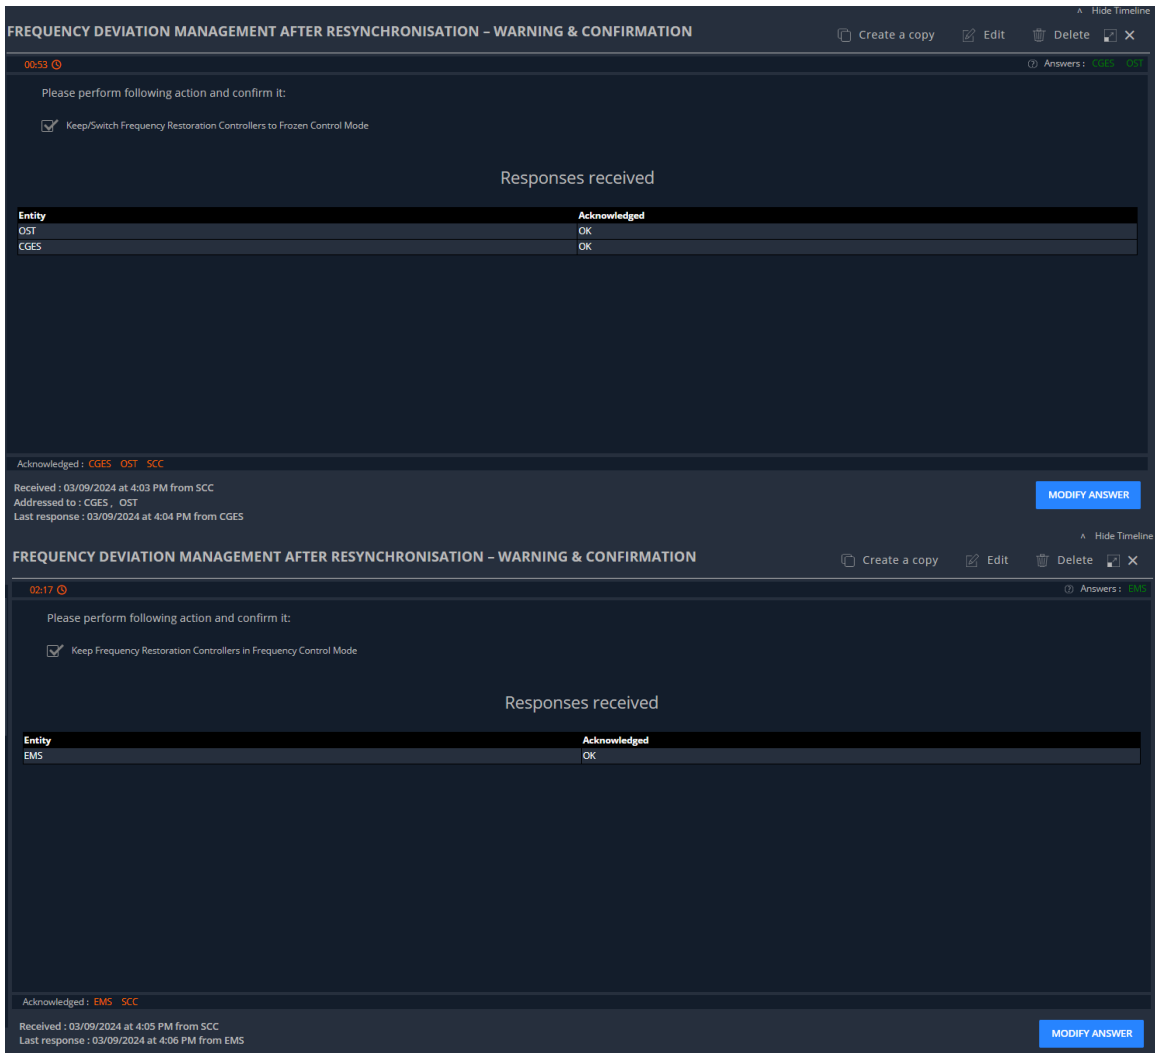 Hide Timeline
FREQUENCY DEVIATION MANAGEMENT AFTER RESYNCHRONISATION – WARNING & CONFIRMATION
Create a copy Edit Delete
00:53 Answers : CGES OST
Please perform following action and confirm it:
Keep/Switch Frequency Restoration Controllers to Frozen Control Mode
Responses received
Entity Acknowledged
OST OK
CGES OK
Acknowledged : CGES OST SCC
Received : 03/09/2024 at 4:03 PM from SCC
Addressed to : CGES , OST
Last response : 03/09/2024 at 4:04 PM from CGES
MODIFY ANSWER
Hide Timeline
FREQUENCY DEVIATION MANAGEMENT AFTER RESYNCHRONISATION – WARNING & CONFIRMATION
Create a copy Edit Delete
02:17 Answers : EMS
Please perform following action and confirm it:
Keep Frequency Restoration Controllers in Frequency Control Mode
Responses received
Entity Acknowledged
EMS OK
Acknowledged : EMS SCC
Received : 03/09/2024 at 4:05 PM from SCC
Last response : 03/09/2024 at 4:06 PM from EMS
MODIFY ANSWER